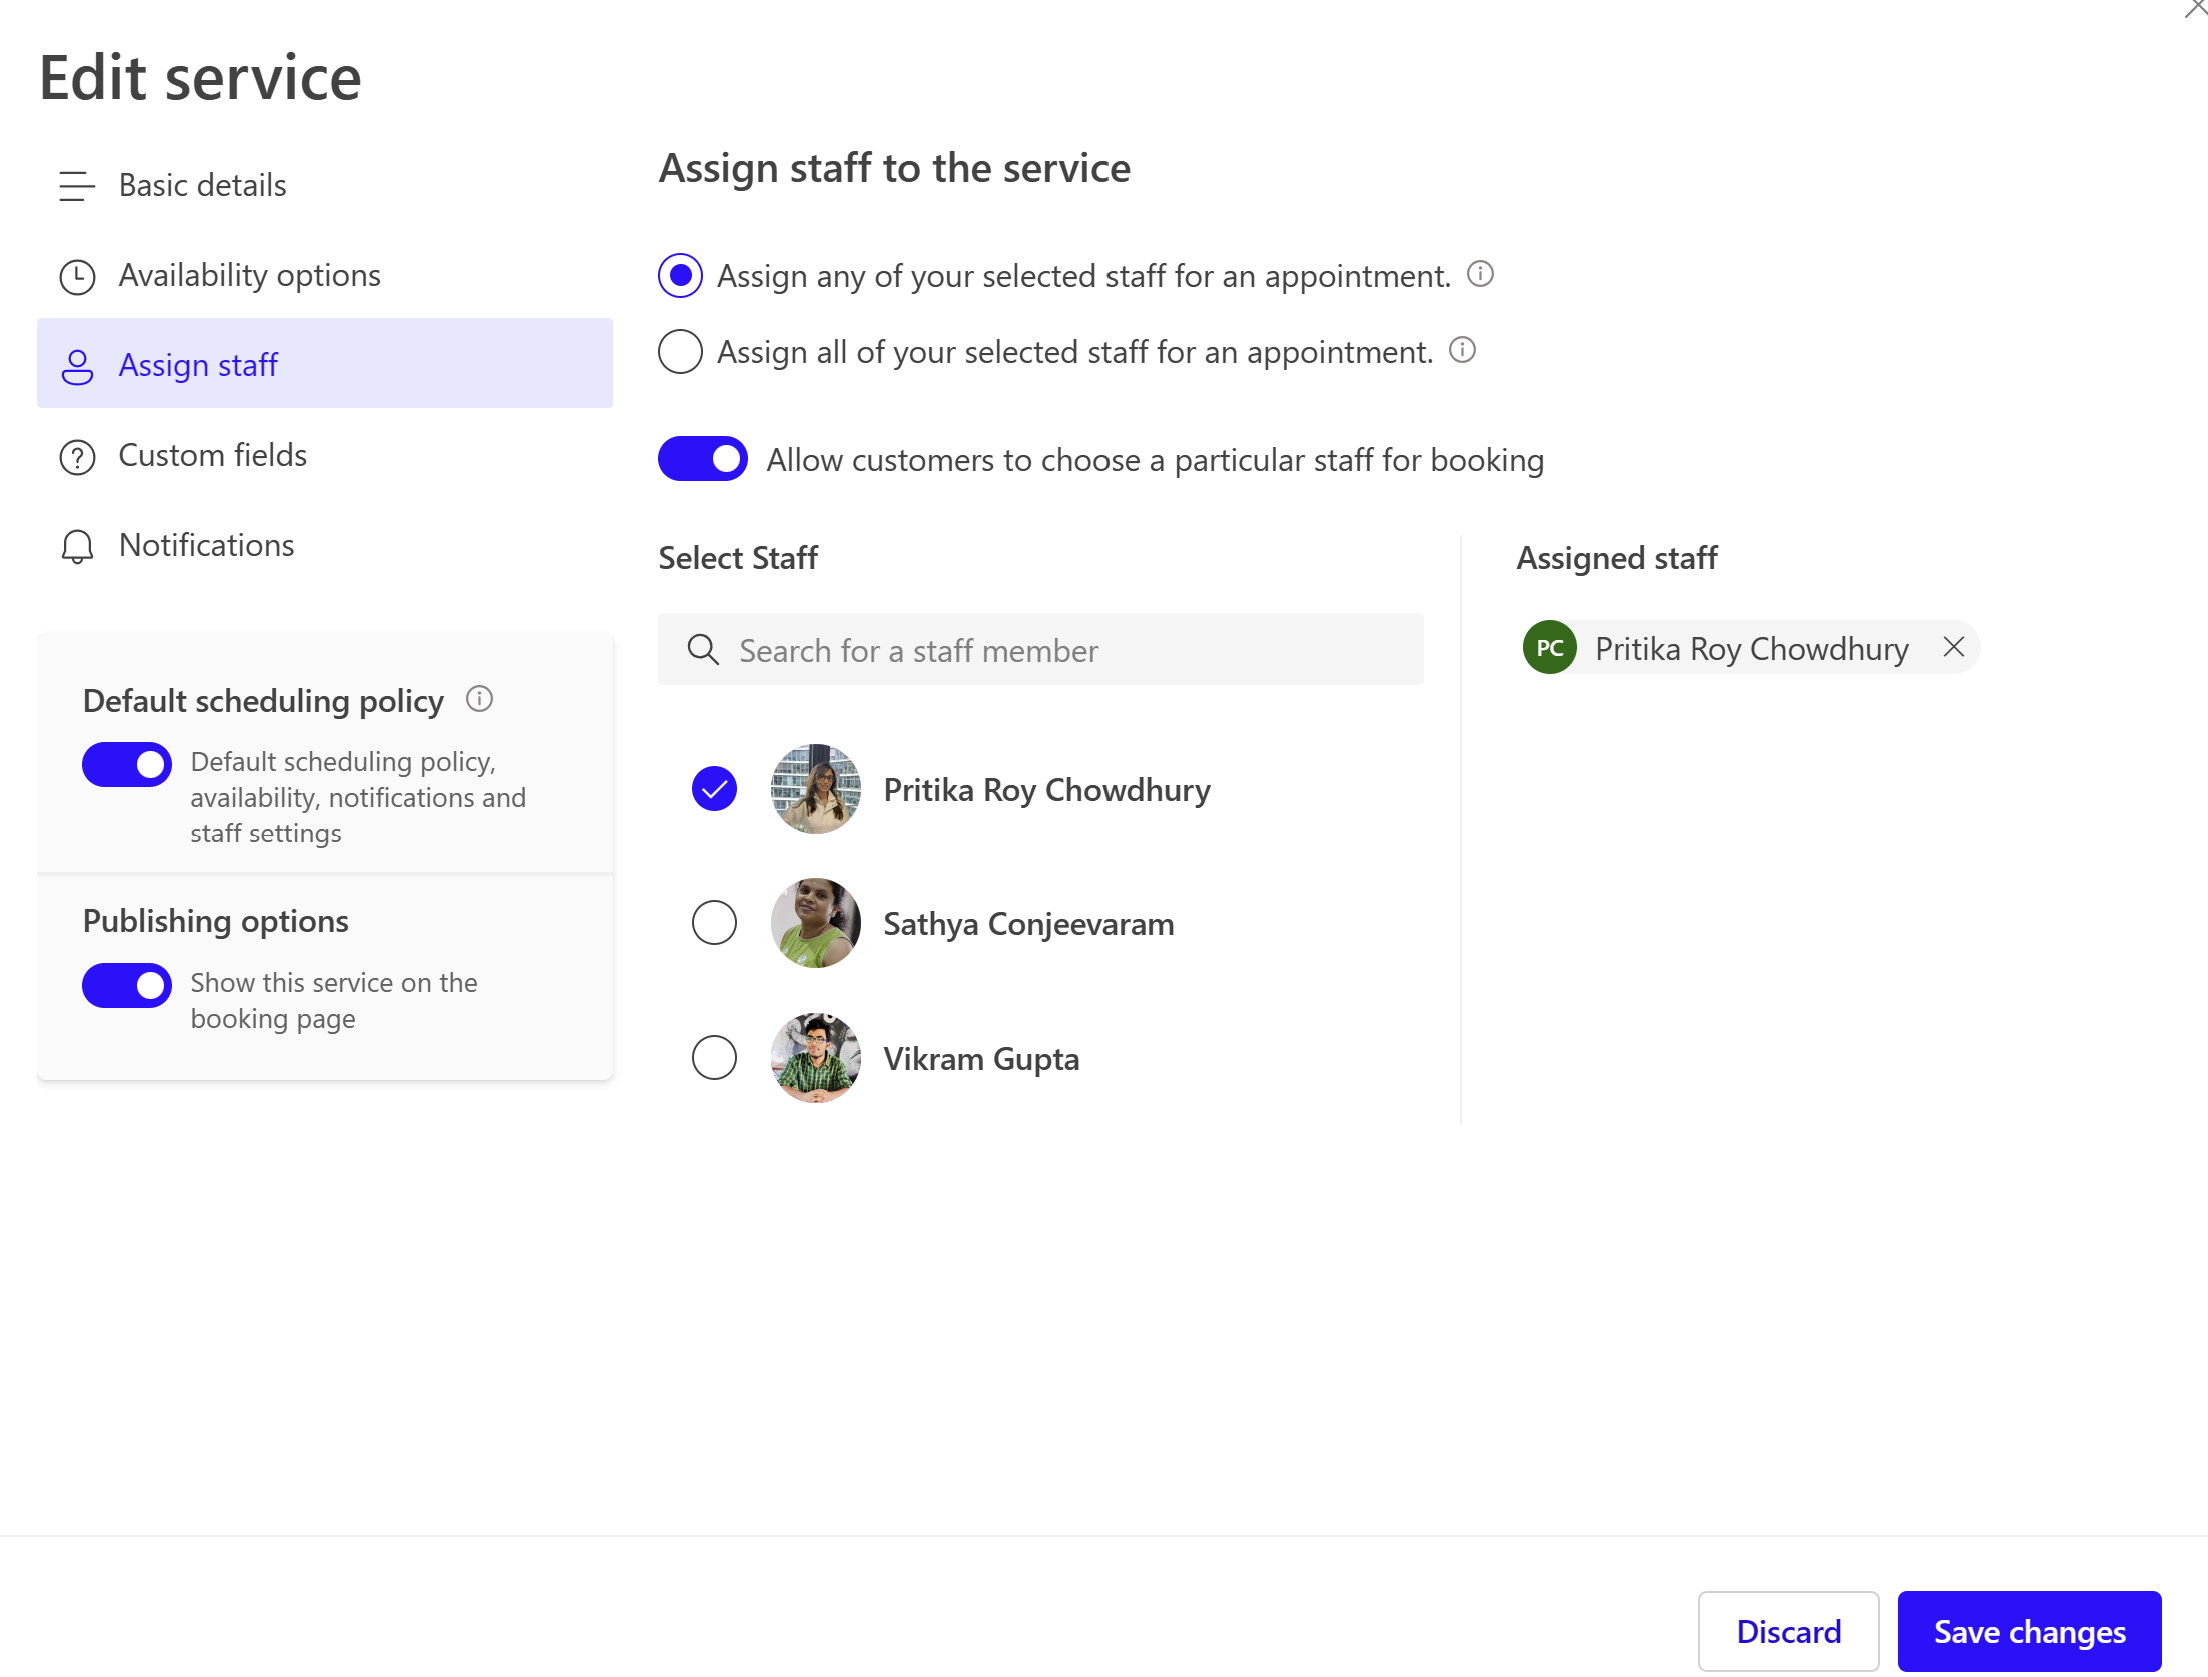 Edit service
Basic details
Availability options
Assign staff
Custom fields
Notifications
Default scheduling policy
Default scheduling policy,
availability, notifications and
staff settings
Publishing options
Show this service on the
booking page
Assign staff to the service
Assign any of your selected staff for an appointment.
Assign all of your selected staff for an appointment.
Allow customers to choose a particular staff for booking
Select Staff
Search for a staff member
Pritika Roy Chowdhury
Sathya Conjeevaram
Vikram Gupta
Assigned staff
PC Pritika Roy Chowdhury
Discard
Save changes